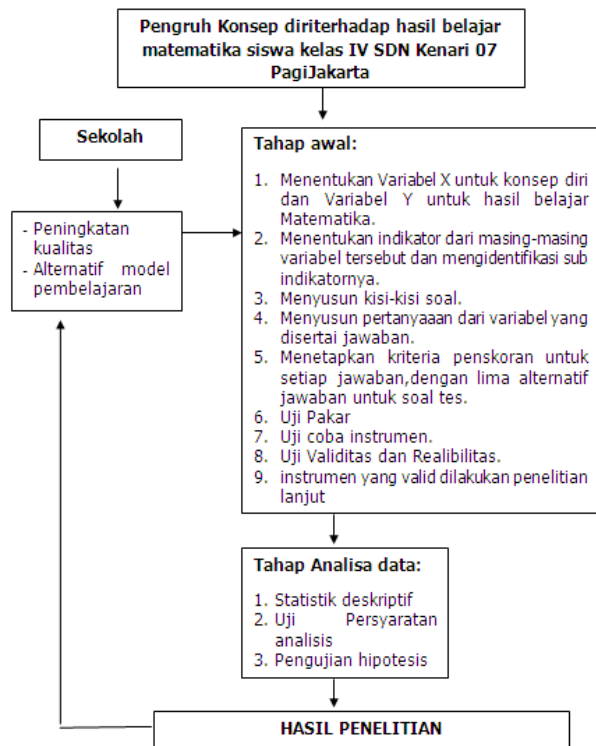 Pengruh Konsep diriterhadap hasil belajar
matematika siswa kelas IV SDN Kenari 07
PagiJakarta
Sekolah
- Peningkatan
kualitas
- Alternatif model
pembelajaran
Tahap awal:
1. Menentukan Variabel X untuk konsep diri
dan Variabel Y untuk hasil belajar
Matematika.
2. Menentukan indikator dari masing-masing
variabel tersebut dan mengidentifikasi sub
indikatornya.
3. Menyusun kisi-kisi soal.
4. Menyusun pertanyaaan dari variabel yang
disertai jawaban.
5. Menetapkan kriteria penskoran untuk
setiap jawaban,dengan lima alternatif
jawaban untuk soal tes.
6. Uji Pakar
7. Uji coba instrumen.
8. Uji Validitas dan Realibilitas.
9. instrumen yang valid dilakukan penelitian
lanjut
Tahap Analisa data:
1. Statistik deskriptif
2. Uji Persyaratan
analisis
3. Pengujian hipotesis
HASIL PENELITIAN